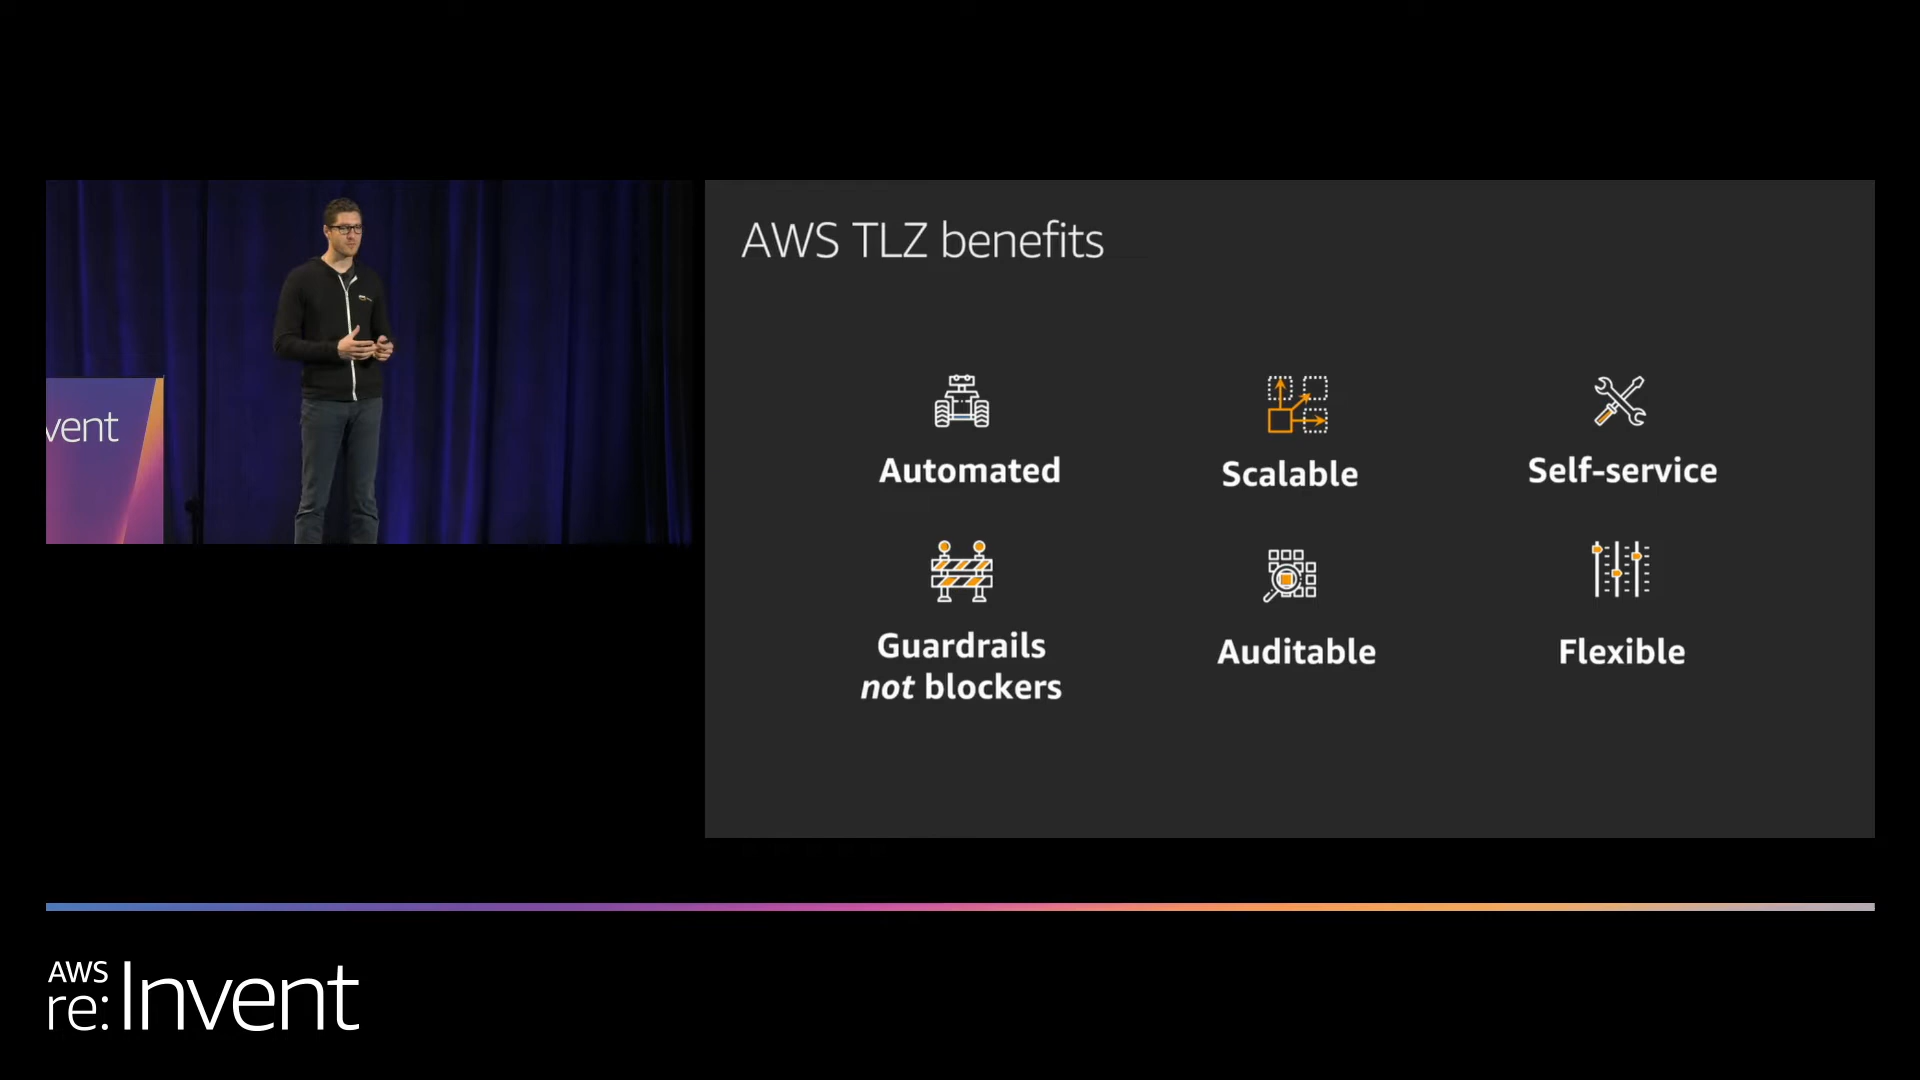 vent
AWS TLZ benefits
Automated
Scalable
Self-service
Guardrails
not blockers
Auditable
Flexible
AWS
re:Invent